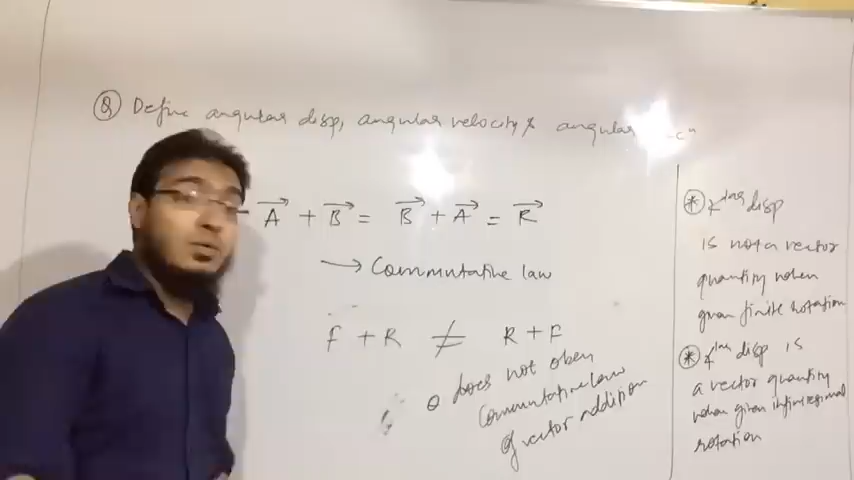 Q Define angular disp, angular velocity & angular accⁿ
A⃗ + B⃗ = B⃗ + A⃗ = R⃗
→ Commutative law
F + R ≠ R + F
θ does not obey
commutative law
of vector addition
* ∠lar disp
is not a vector
quantity when
given finite rotation
* ∠lar disp is
a vector quantity
when given infinitesimal
rotation